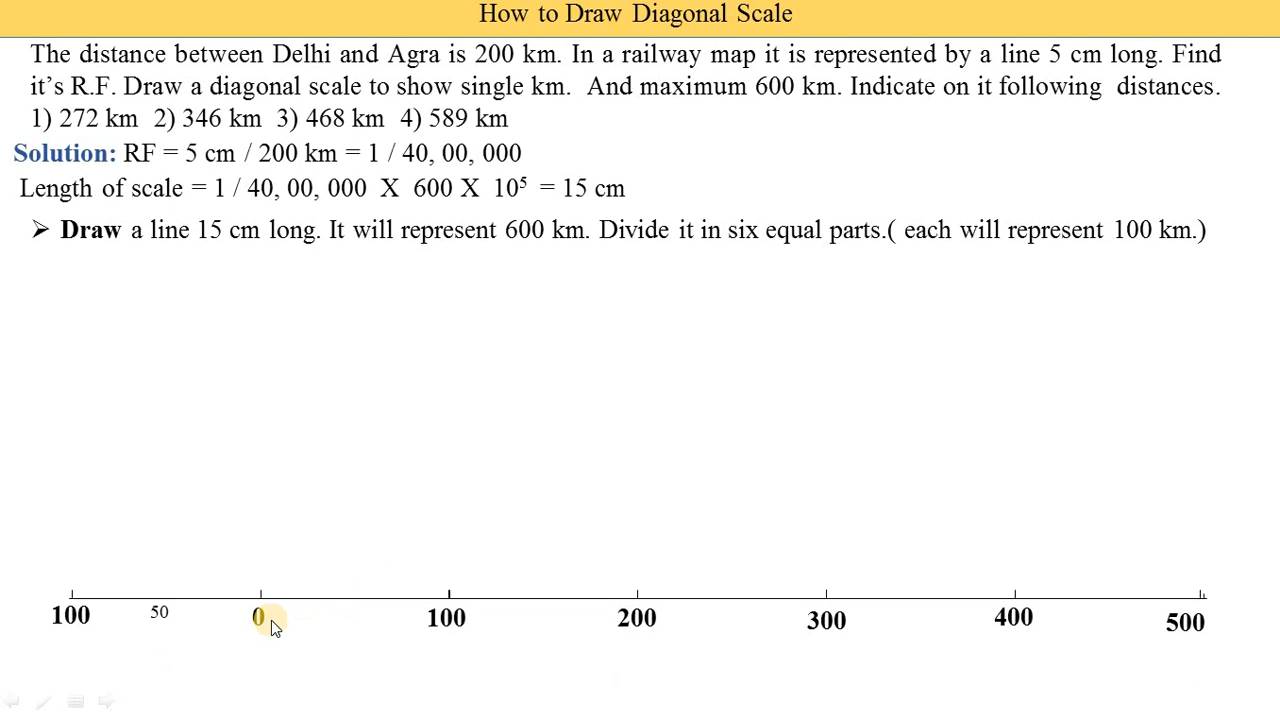 How to Draw Diagonal Scale
The distance between Delhi and Agra is 200 km. In a railway map it is represented by a line 5 cm long. Find
it’s R.F. Draw a diagonal scale to show single km. And maximum 600 km. Indicate on it following distances.
1) 272 km 2) 346 km 3) 468 km 4) 589 km
Solution: RF = 5 cm / 200 km = 1 / 40, 00, 000
Length of scale = 1 / 40, 00, 000 X 600 X 10⁵ = 15 cm
➢ Draw a line 15 cm long. It will represent 600 km. Divide it in six equal parts.( each will represent 100 km.)
100 50 0 100 200 300 400 500